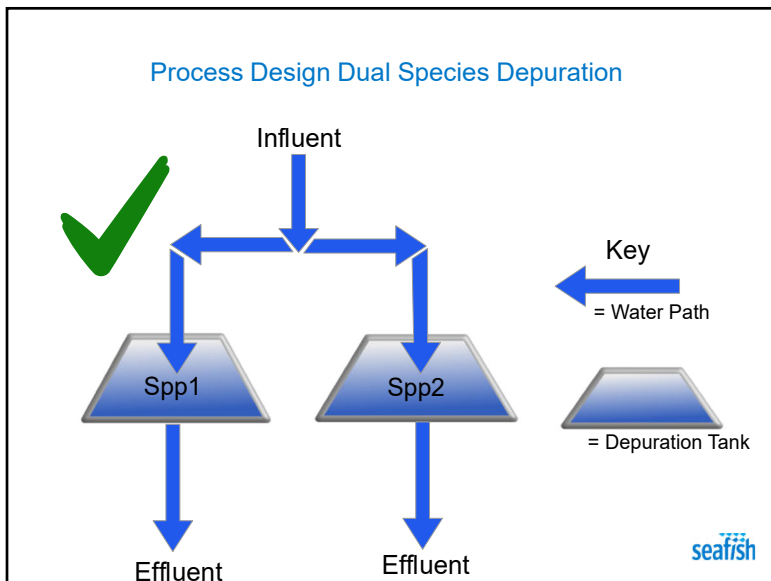 Process Design Dual Species Depuration
Influent
Key
= Water Path
Spp1
Spp2
= Depuration Tank
Effluent
Effluent
seafish